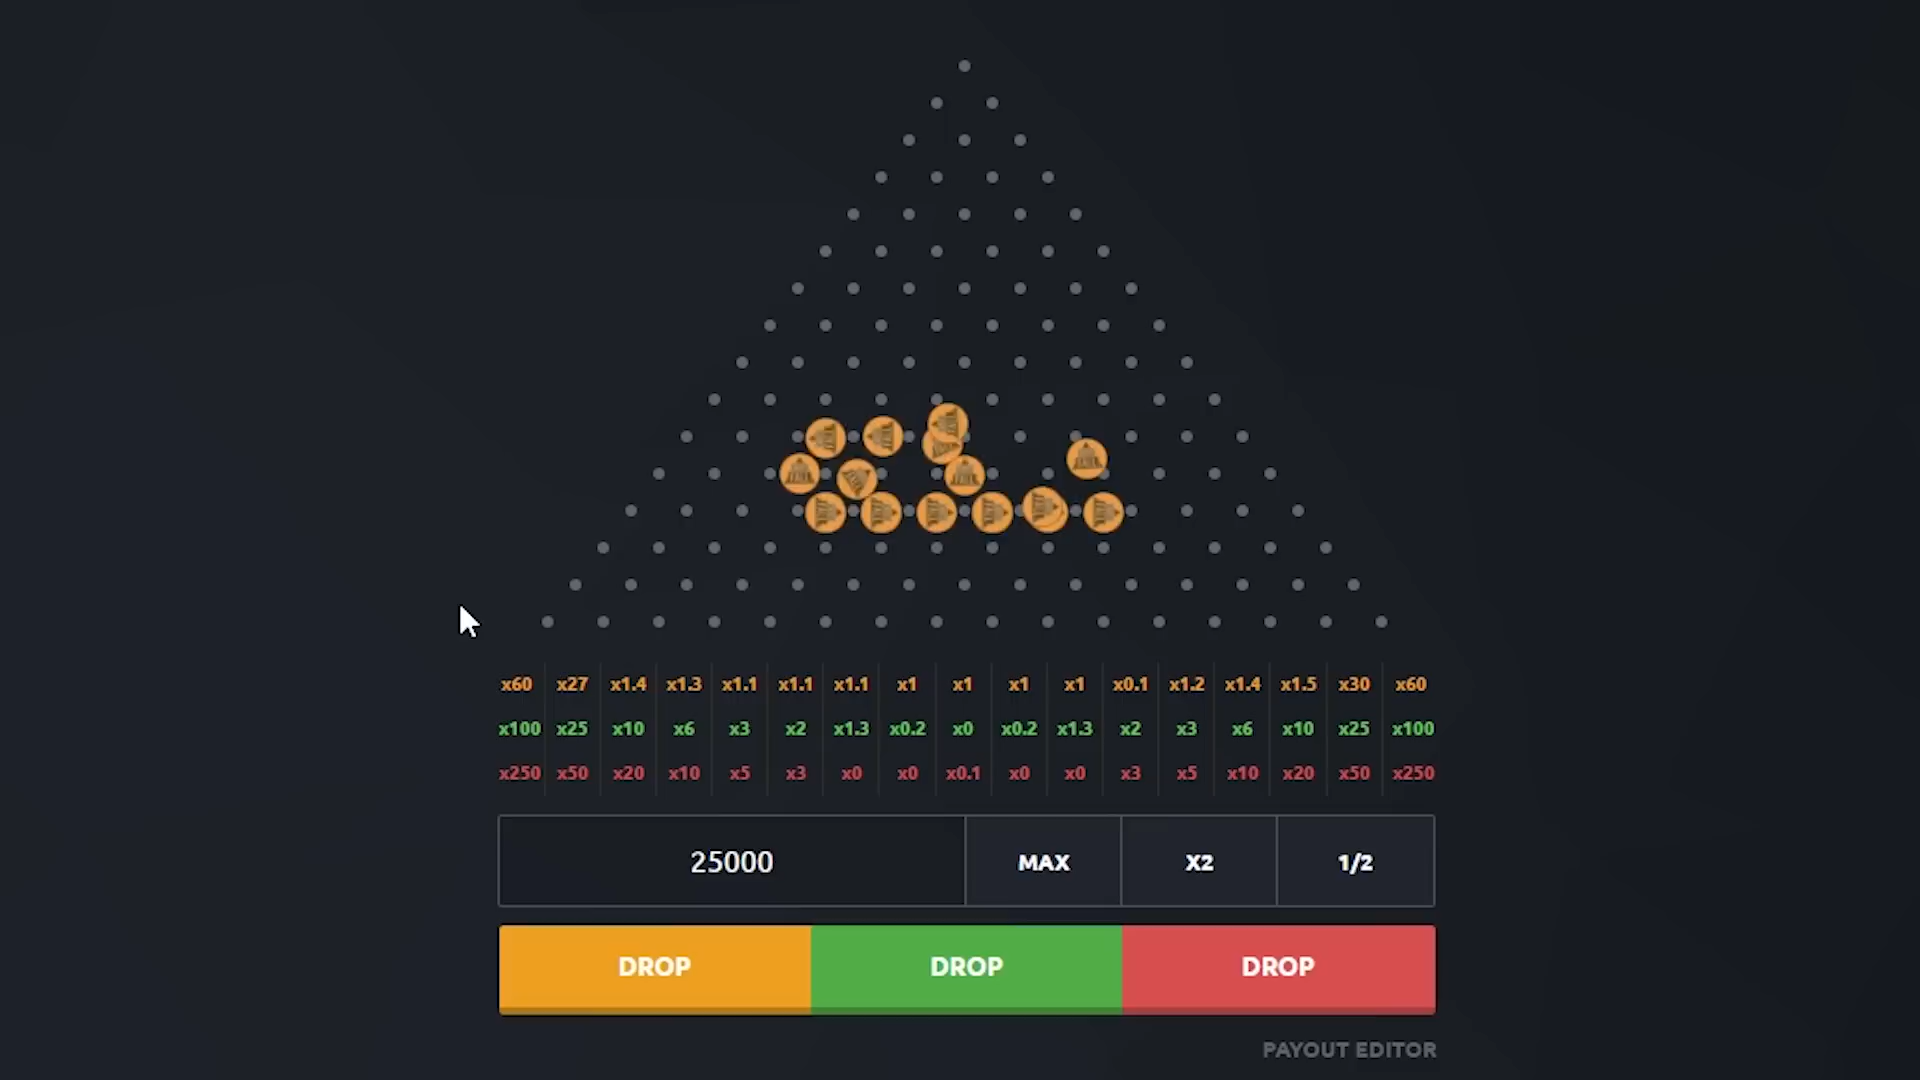 x60 x27 x1.4 x1.3 x1.1 x1.1 x1.1 x1 x1 x1 x1 x0.1 x1.2 x1.4 x1.5 x30 x60
x100 x25 x10 x6 x3 x2 x1.3 x0.2 x0 x0.2 x1.3 x2 x3 x6 x10 x25 x100
x250 x50 x20 x10 x5 x3 x0 x0 x0.1 x0 x0 x3 x5 x10 x20 x50 x250
25000 MAX X2 1/2
DROP DROP DROP
PAYOUT EDITOR